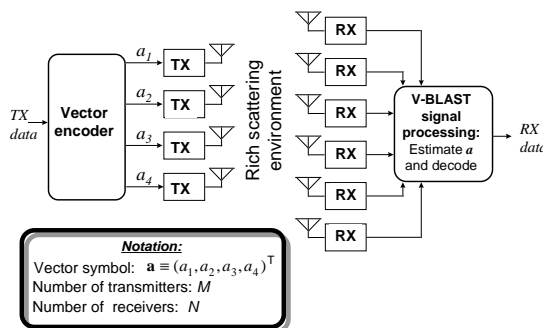 TX
data
Vector
encoder
a₁
a₂
a₃
a₄
TX
TX
TX
TX
Rich scattering
environment
RX
RX
RX
RX
RX
RX
V-BLAST
signal
processing:
Estimate a
and decode
RX
data
Notation:
Vector symbol: a ≡ (a₁,a₂,a₃,a₄)ᵀ
Number of transmitters: M
Number of receivers: N